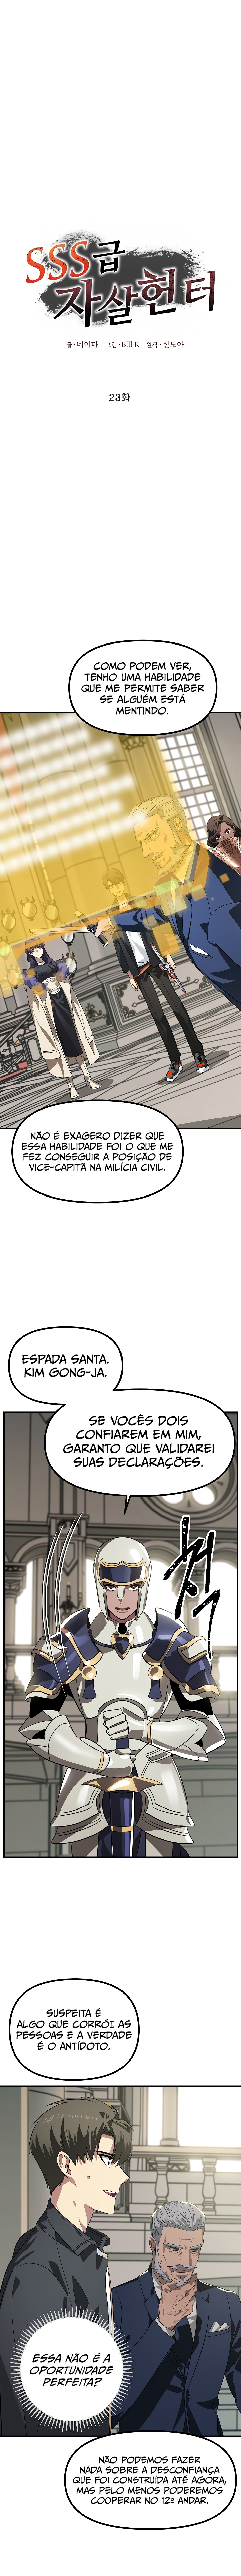 SSS급
자살헌터
글·네이다 그림·Bill K 원작·신노아
23화
COMO PODEM VER,
TENHO UMA HABILIDADE
QUE ME PERMITE SABER
SE ALGUÉM ESTÁ
MENTINDO.
NÃO É EXAGERO DIZER QUE
ESSA HABILIDADE FOI O QUE ME
FEZ CONSEGUIR A POSIÇÃO DE
VICE-CAPITÃ NA MILÍCIA CIVIL.
ESPADA SANTA.
KIM GONG-JA.
SE VOCÊS DOIS
CONFIAREM EM MIM,
GARANTO QUE VALIDAREI
SUAS DECLARAÇÕES.
SUSPEITA É
ALGO QUE CORRÓI AS
PESSOAS E A VERDADE
É O ANTÍDOTO.
ESSA NÃO É A
OPORTUNIDADE
PERFEITA?
NÃO PODEMOS FAZER
NADA SOBRE A DESCONFIANÇA
QUE FOI CONSTRUÍDA ATÉ AGORA,
MAS PELO MENOS PODEREMOS
COOPERAR NO 12º ANDAR.